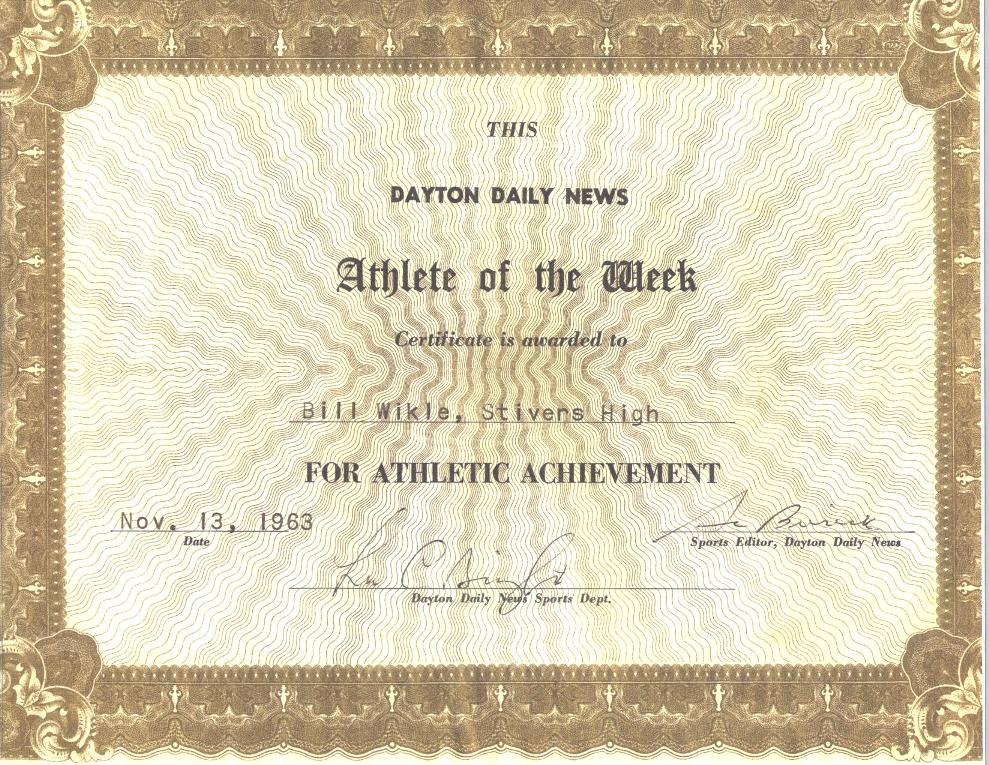 THIS
DAYTON DAILY NEWS
Athlete of the Week
Certificate is awarded to
Bill Wikle, Stivers High
FOR ATHLETIC ACHIEVEMENT
Nov. 13, 1963
Date
Sports Editor, Dayton Daily News
Dayton Daily News Sports Dept.